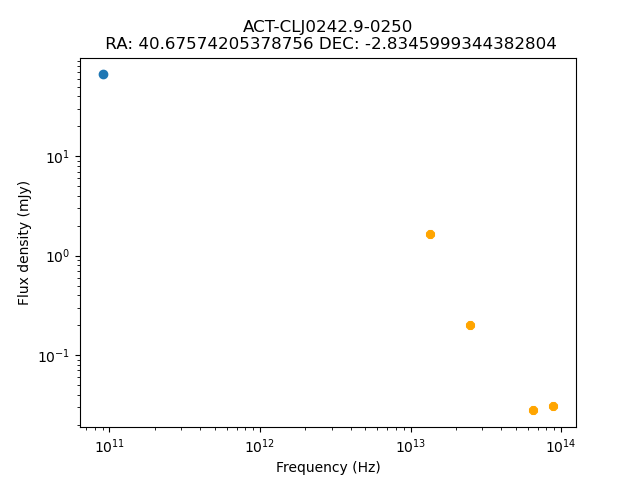 ACT-CLJ0242.9-0250
RA: 40.67574205378756 DEC: -2.8345999344382804
Flux density (mJy)
10¹
10⁰
10⁻¹
10¹¹ 10¹² 10¹³ 10¹⁴
Frequency (Hz)